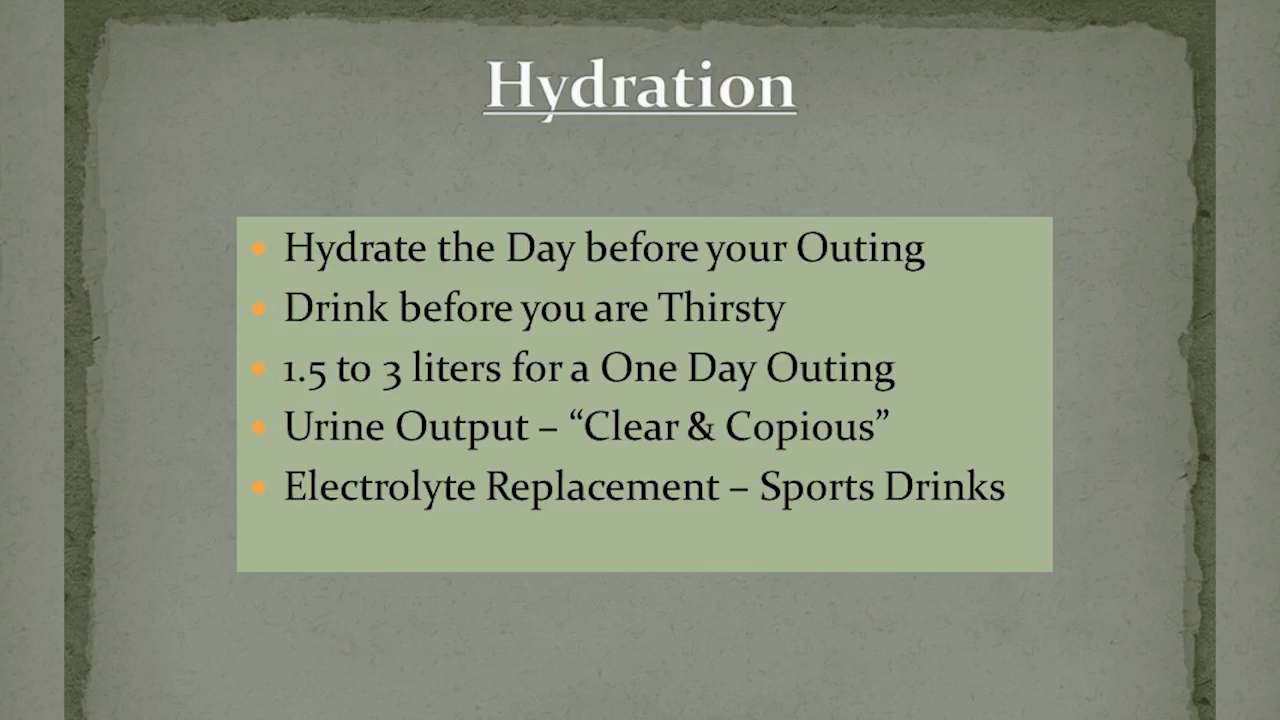 Hydration
• Hydrate the Day before your Outing
• Drink before you are Thirsty
• 1.5 to 3 liters for a One Day Outing
• Urine Output – “Clear & Copious”
• Electrolyte Replacement – Sports Drinks